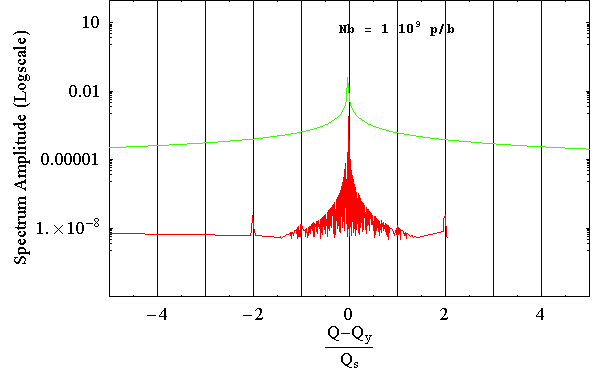 Nb = 1 10⁹ p/b
Spectrum Amplitude (Logscale)
10
0.01
0.00001
1.×10⁻⁸
−4 −2 0 2 4
Q−Qy
Qs